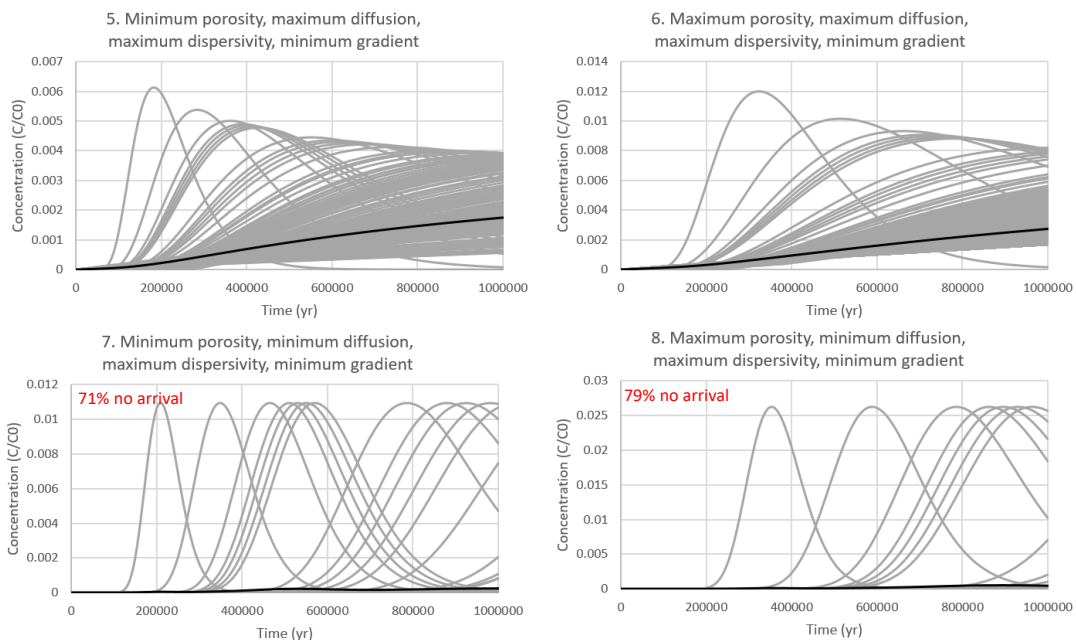 5. Minimum porosity, maximum diffusion,
maximum dispersivity, minimum gradient
Concentration (C/C0)
0.007
0.006
0.005
0.004
0.003
0.002
0.001
0
0 200000 400000 600000 800000 1000000
Time (yr)
6. Maximum porosity, maximum diffusion,
maximum dispersivity, minimum gradient
Concentration (C/C0)
0.014
0.012
0.01
0.008
0.006
0.004
0.002
0
0 200000 400000 600000 800000 1000000
Time (yr)
7. Minimum porosity, minimum diffusion,
maximum dispersivity, minimum gradient
71% no arrival
Concentration (C/C0)
0.012
0.01
0.008
0.006
0.004
0.002
0
0 200000 400000 600000 800000 1000000
Time (yr)
8. Maximum porosity, minimum diffusion,
maximum dispersivity, minimum gradient
79% no arrival
Concentration (C/C0)
0.03
0.025
0.02
0.015
0.01
0.005
0
0 200000 400000 600000 800000 1000000
Time (yr)